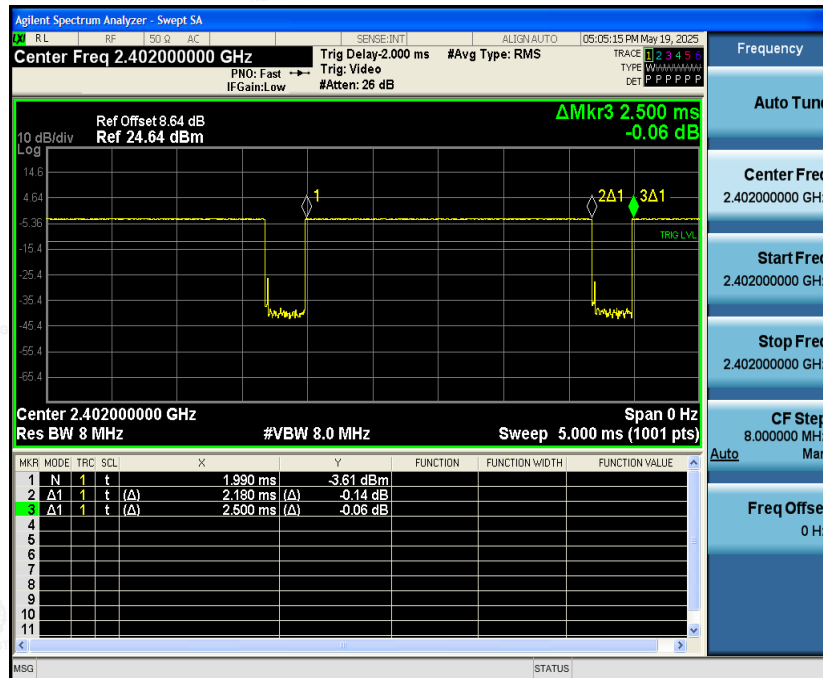 Agilent Spectrum Analyzer - Swept SA
LXI RL RF 50 Ω AC SENSE:INT ALIGN AUTO 05:05:15 PM May 19, 2025
Center Freq 2.402000000 GHz
PNO: Fast
IFGain:Low
Trig Delay-2.000 ms
Trig: Video
#Atten: 26 dB
#Avg Type: RMS
TRACE 1 2 3 4 5 6
TYPE WWWWWW
DET P P P P P P
ΔMkr3 2.500 ms
-0.06 dB
Ref Offset 8.64 dB
Ref 24.64 dBm
10 dB/div
Log
14.6
4.64
-5.36
-15.4
-25.4
-35.4
-45.4
-55.4
-65.4
1
2Δ1
3Δ1
TRIG LVL
Center 2.402000000 GHz
Span 0 Hz
Res BW 8 MHz
#VBW 8.0 MHz
Sweep 5.000 ms (1001 pts)
MKR MODE TRC SCL X Y FUNCTION FUNCTION WIDTH FUNCTION VALUE
1 N 1 t 1.990 ms -3.61 dBm
2 Δ1 1 t (Δ) 2.180 ms (Δ) -0.14 dB
3 Δ1 1 t (Δ) 2.500 ms (Δ) -0.06 dB
4
5
6
7
8
9
10
11
MSG
STATUS
Frequency
Auto Tune
Center Freq
2.402000000 GHz
Start Freq
2.402000000 GHz
Stop Freq
2.402000000 GHz
CF Step
8.000000 MHz
Auto Man
Freq Offset
0 Hz